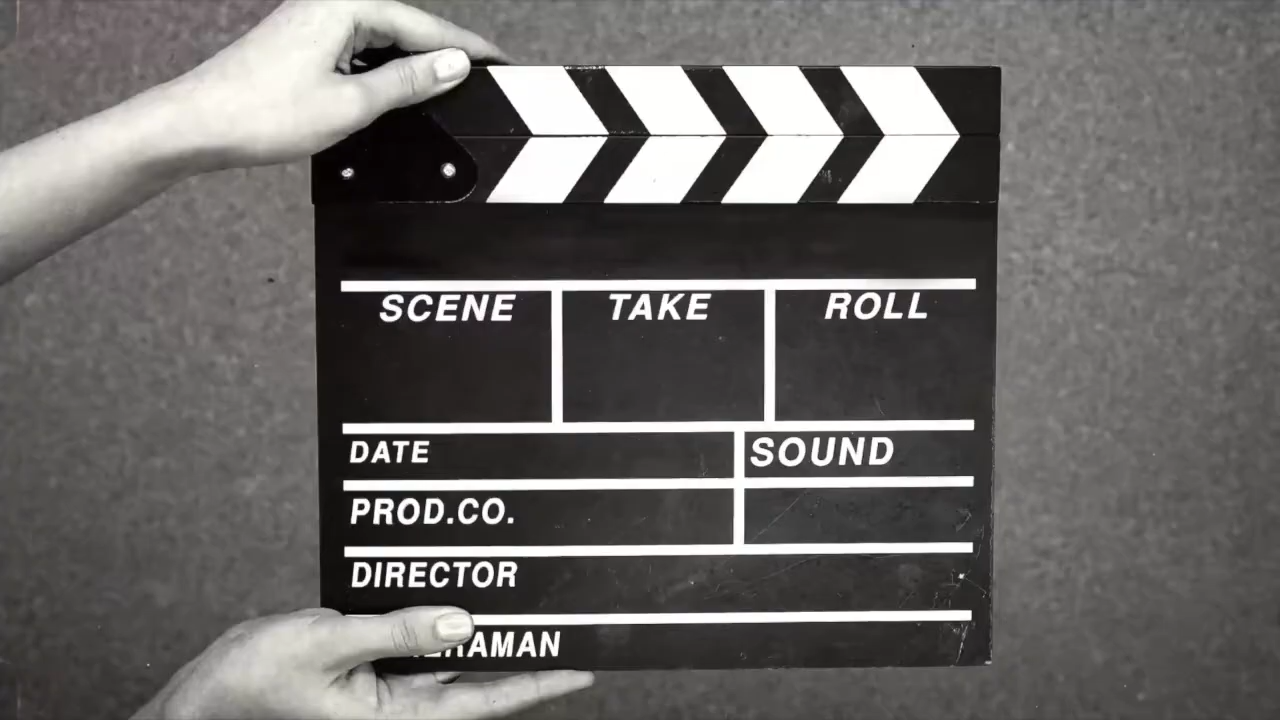 SCENE TAKE ROLL
DATE SOUND
PROD.CO.
DIRECTOR